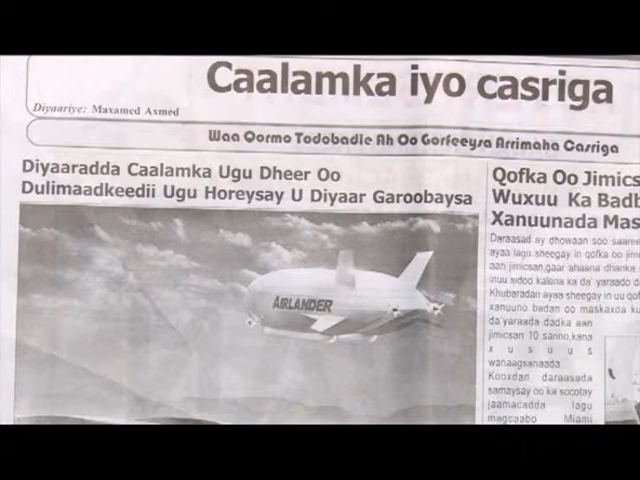 Caalamka iyo casriga
Diyaariye: Maxamed Axmed
Waa Qormo Todobadle Ah Oo Gorfeeysa Arrimaha Casriga
Diyaaradda Caalamka Ugu Dheer Oo
Dulimaadkeedii Ugu Horeysay U Diyaar Garoobaysa
AIRLANDER
Qofka Oo Jimics
Wuxuu Ka Badb
Xanuunada Mas
Daraasad ay dhowaan soo saaree
ayaa lagu sheegay in qofka oo jimi
aan jimicsan,gaar ahaana dhanka
inuu sidoo kalena ka da' yaraado da
Khubaradan ayaa sheegay in uu qof
xanuuno badan oo maskaxda ku
da'yaraada dadka aan
jimicsan 10 sanno,kana
xusuus
wanaagsanaada
Kooxdan daraasada
samaysay oo ka socotay
jaamacadda lagu
magcaabo Miami